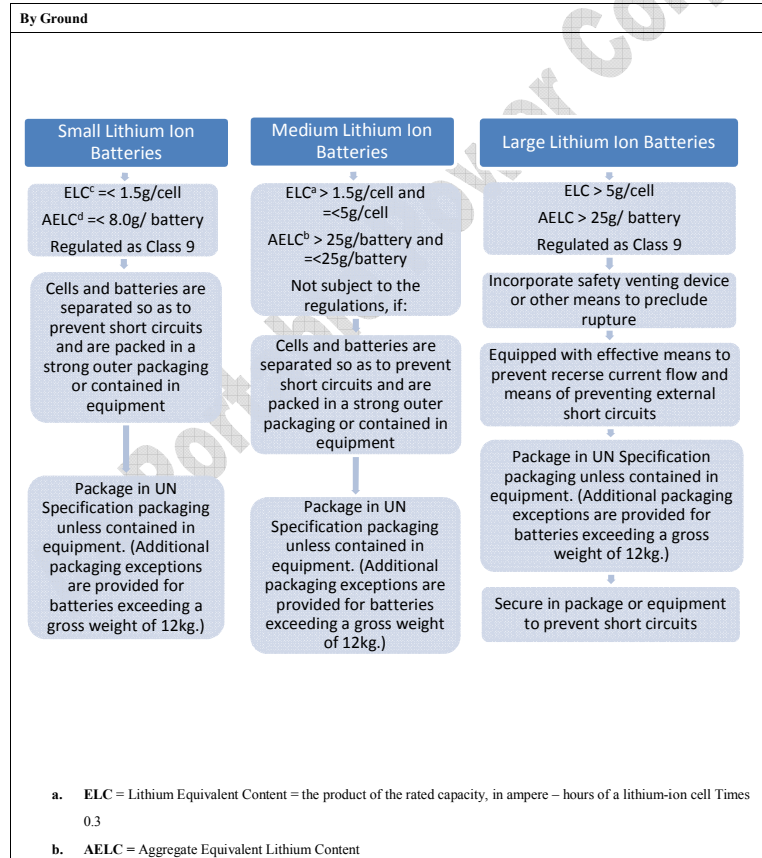 By Ground
Small Lithium Ion
Batteries
ELCᶜ =< 1.5g/cell
AELCᵈ =< 8.0g/ battery
Regulated as Class 9
Cells and batteries are
separated so as to
prevent short circuits
and are packed in a
strong outer packaging
or contained in
equipment
Package in UN
Specification packaging
unless contained in
equipment. (Additional
packaging exceptions
are provided for
batteries exceeding a
gross weight of 12kg.)
Medium Lithium Ion
Batteries
ELCᵃ > 1.5g/cell and
=<5g/cell
AELCᵇ > 25g/battery and
=<25g/battery
Not subject to the
regulations, if:
Cells and batteries are
separated so as to prevent
short circuits and are
packed in a strong outer
packaging or contained in
equipment
Package in UN
Specification packaging
unless contained in
equipment. (Additional
packaging exceptions are
provided for batteries
exceeding a gross weight
of 12kg.)
Large Lithium Ion Batteries
ELC > 5g/cell
AELC > 25g/ battery
Regulated as Class 9
Incorporate safety venting device
or other means to preclude
rupture
Equipped with effective means to
prevent recerse current flow and
means of preventing external
short circuits
Package in UN Specification
packaging unless contained in
equipment. (Additional packaging
exceptions are provided for
batteries exceeding a gross
weight of 12kg.)
Secure in package or equipment
to prevent short circuits
a. ELC = Lithium Equivalent Content = the product of the rated capacity, in ampere – hours of a lithium-ion cell Times
0.3
b. AELC = Aggregate Equivalent Lithium Content